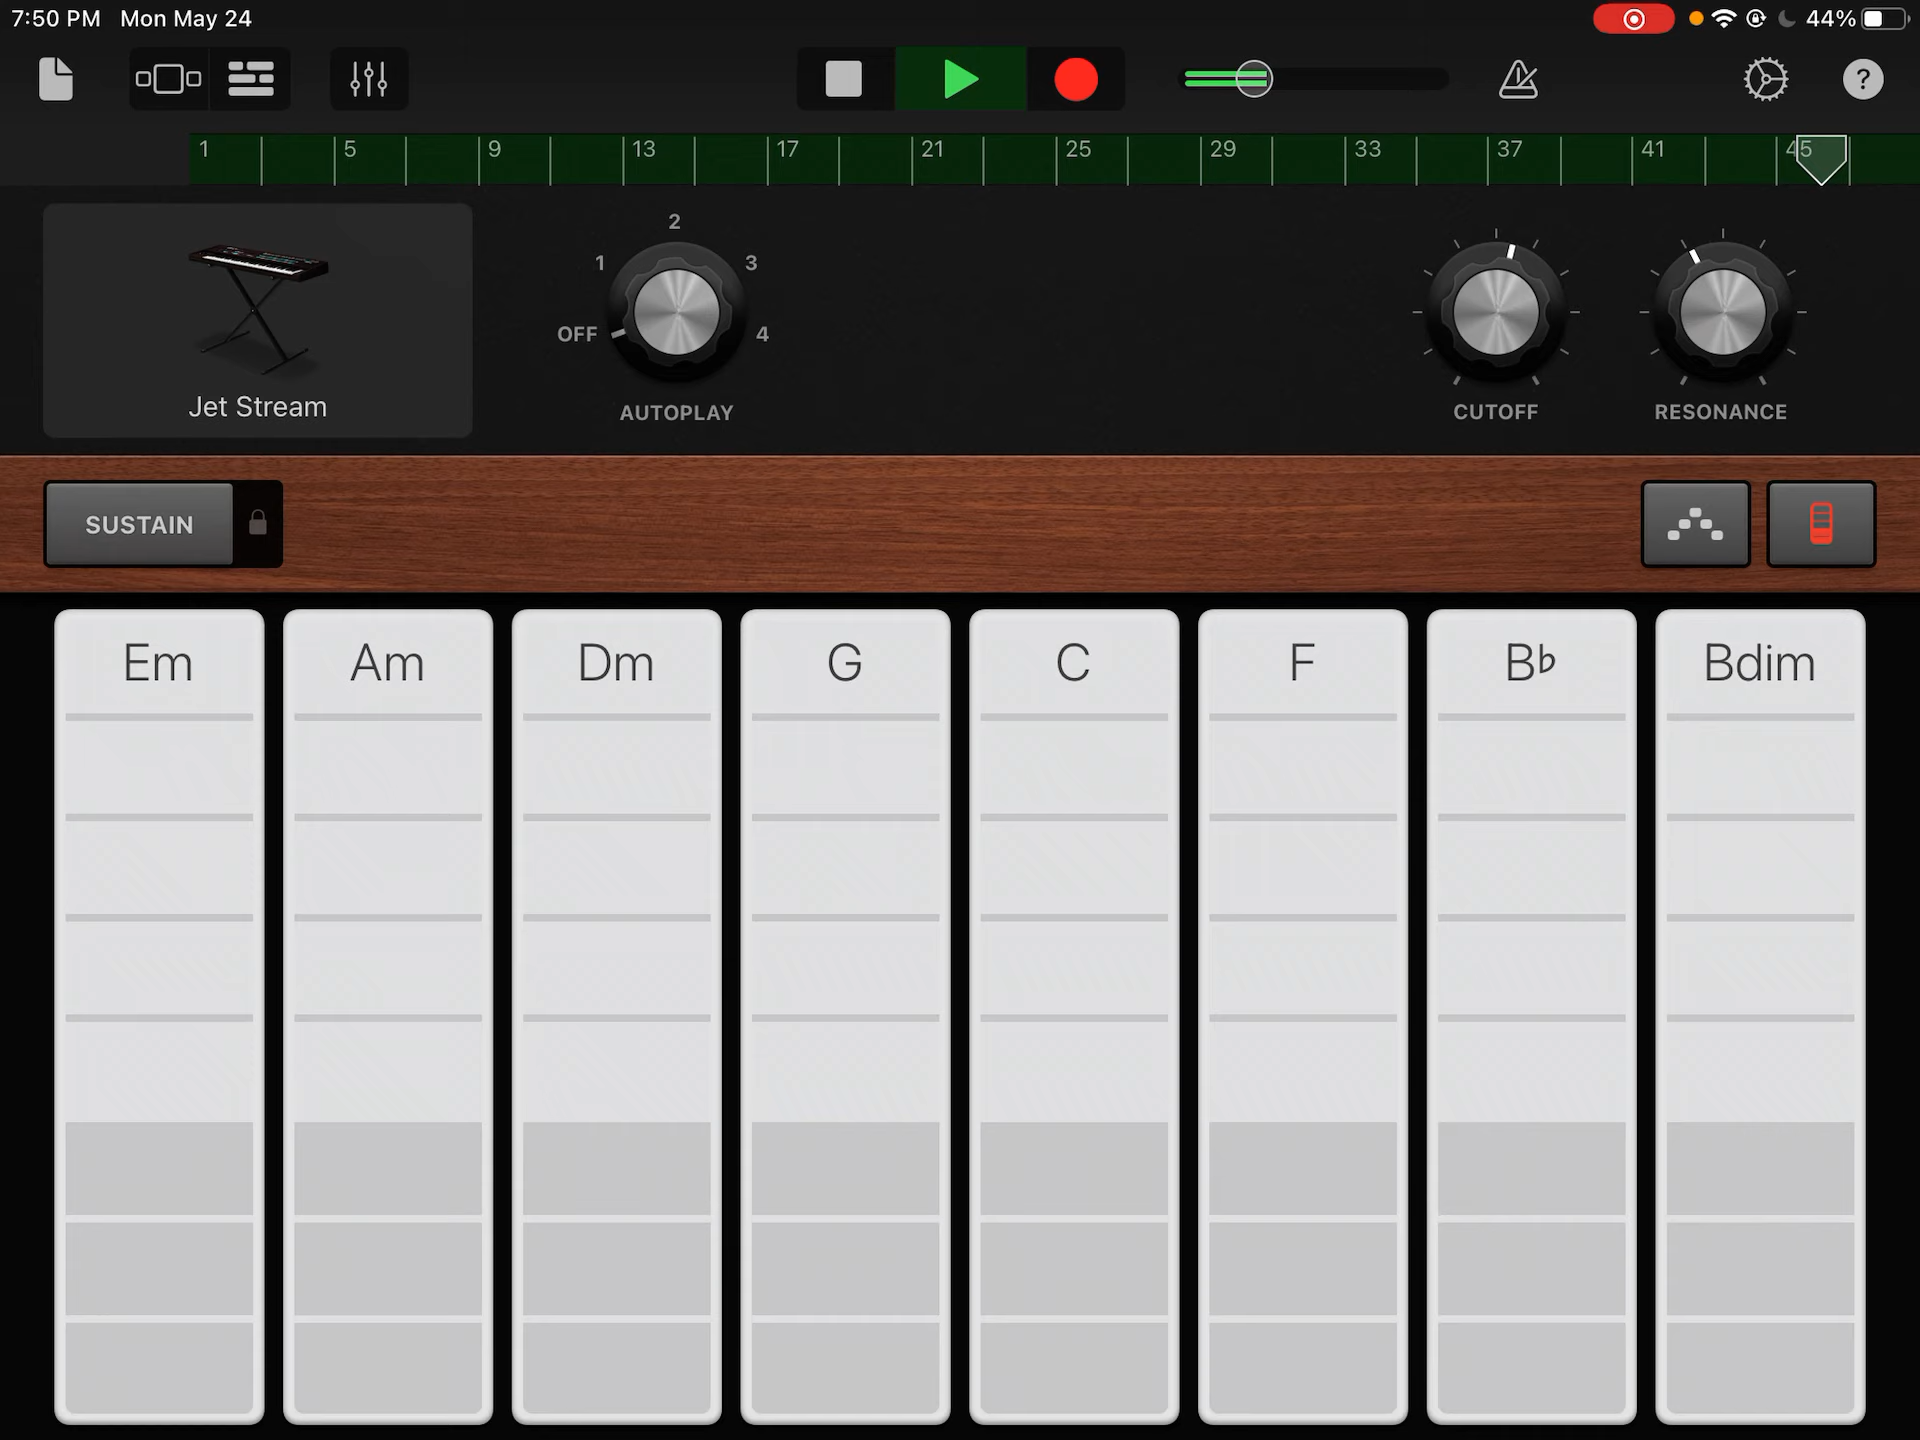 7:50 PM Mon May 24 44%
?
1 5 9 13 17 21 25 29 33 37 41 45
2
1 3
OFF 4
Jet Stream AUTOPLAY CUTOFF RESONANCE
SUSTAIN
Em Am Dm G C F B♭ Bdim